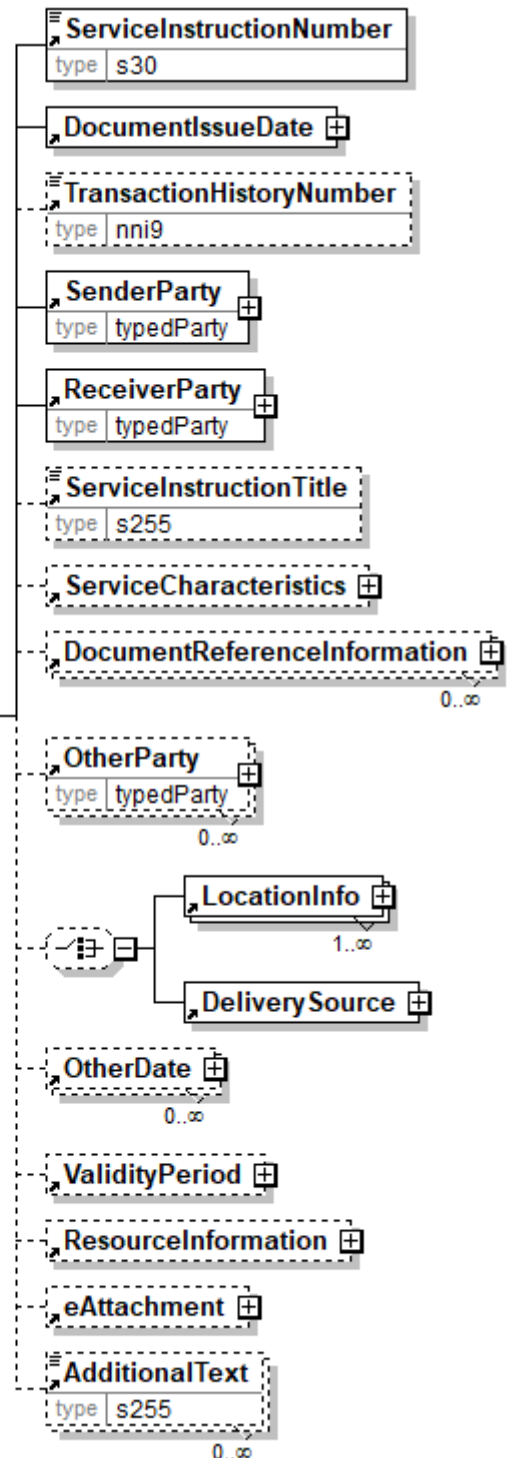 ServiceInstructionNumber
type s30
DocumentIssueDate
TransactionHistoryNumber
type nni9
SenderParty
type typedParty
ReceiverParty
type typedParty
ServiceInstructionTitle
type s255
ServiceCharacteristics
DocumentReferenceInformation
0..∞
OtherParty
type typedParty
0..∞
LocationInfo
1..∞
DeliverySource
OtherDate
0..∞
ValidityPeriod
ResourceInformation
eAttachment
AdditionalText
type s255
0..∞